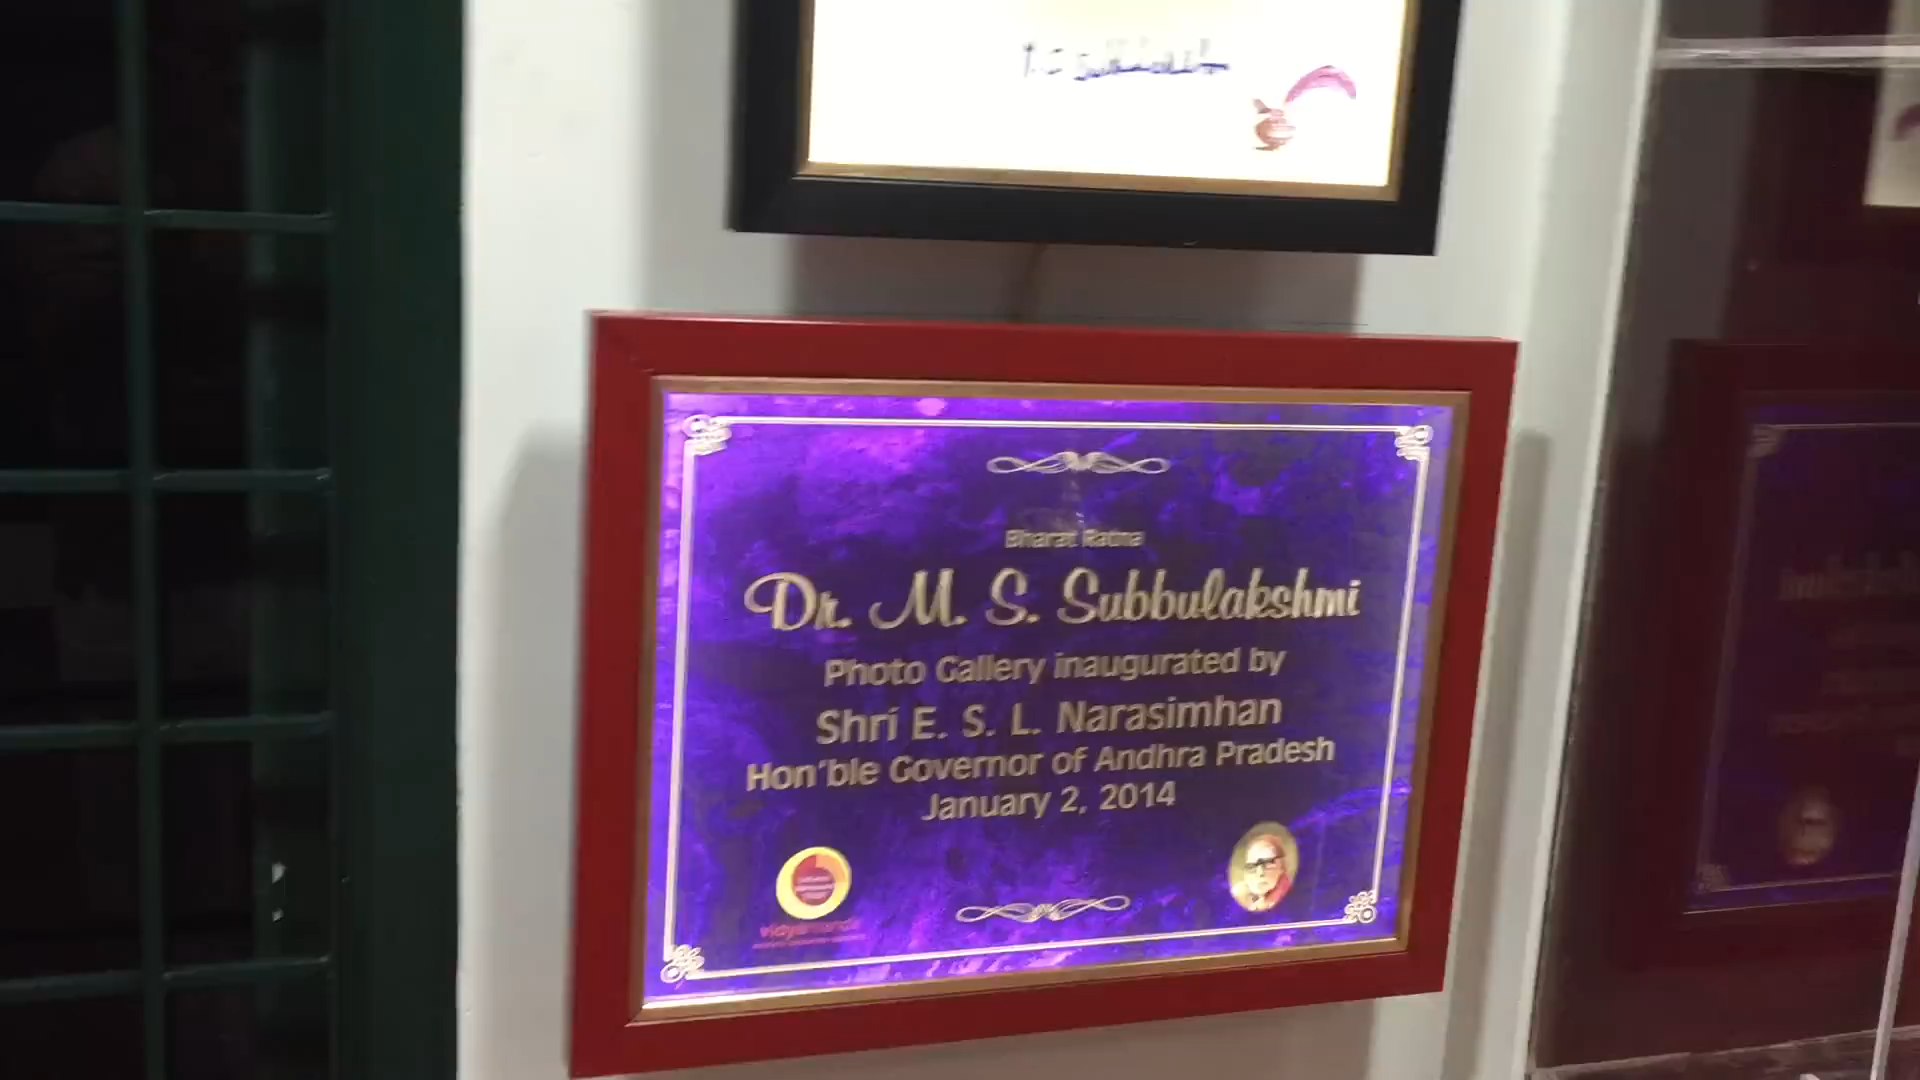 Bharat Ratna
Dr. M. S. Subbulakshmi
Photo Gallery inaugurated by
Shri E. S. L. Narasimhan
Hon'ble Governor of Andhra Pradesh
January 2, 2014